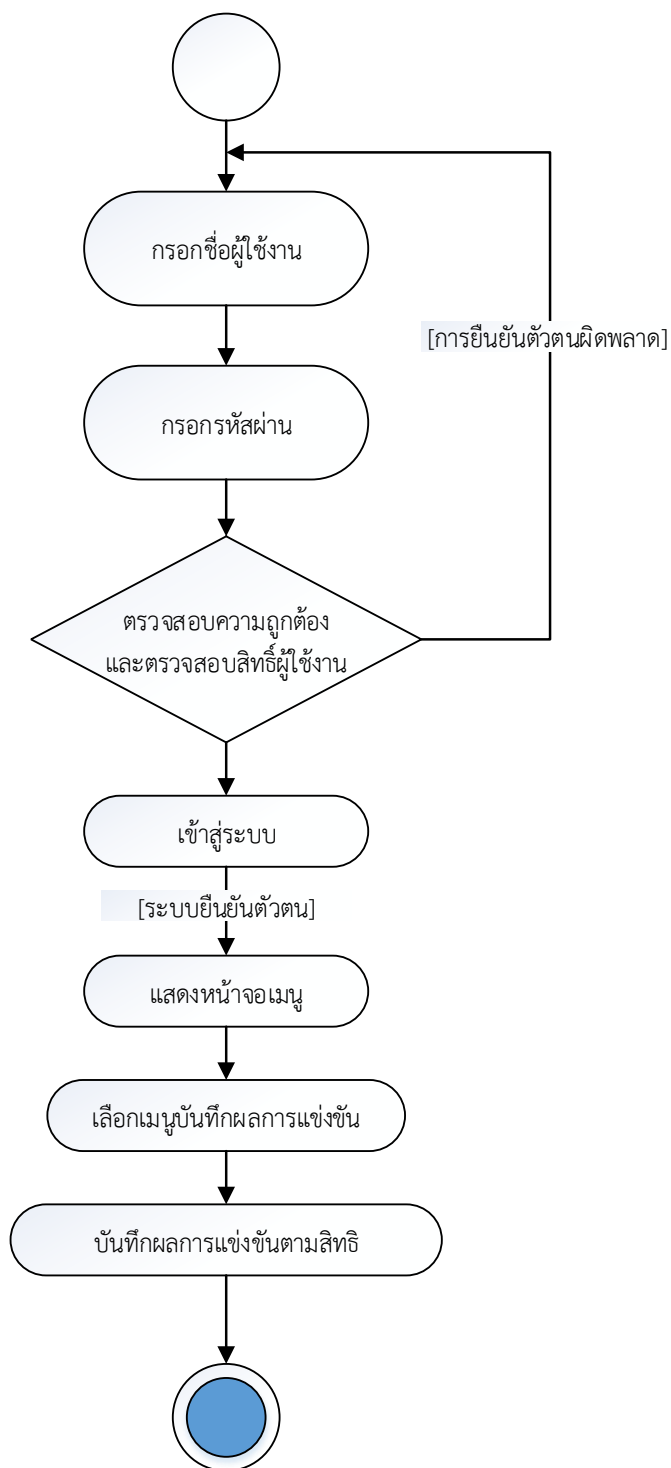 กรอกชื่อผู้ใช้งาน
[การยืนยันตัวตนผิดพลาด]
กรอกรหัสผ่าน
ตรวจสอบความถูกต้อง
และตรวจสอบสิทธิ์ผู้ใช้งาน
เข้าสู่ระบบ
[ระบบยืนยันตัวตน]
แสดงหน้าจอเมนู
เลือกเมนูบันทึกผลการแข่งขัน
บันทึกผลการแข่งขันตามสิทธิ